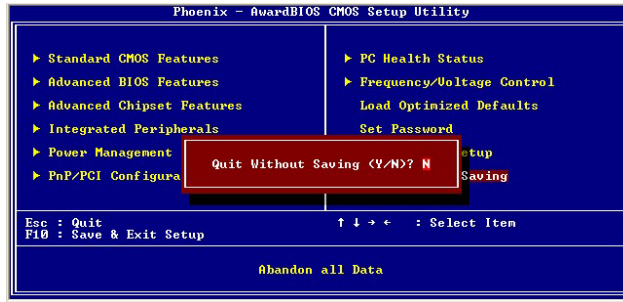 Phoenix - AwardBIOS CMOS Setup Utility
▶ Standard CMOS Features
▶ Advanced BIOS Features
▶ Advanced Chipset Features
▶ Integrated Peripherals
▶ Power Management
▶ PnP/PCI Configura
▶ PC Health Status
▶ Frequency/Voltage Control
Load Optimized Defaults
Set Password
etup
Saving
Quit Without Saving (Y/N)? N
Esc : Quit
F10 : Save & Exit Setup
↑ ↓ → ← : Select Item
Abandon all Data